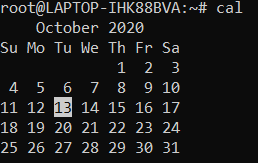 root@LAPTOP-IHK88BVA:~# cal
    October 2020
Su Mo Tu We Th Fr Sa
             1  2  3
 4  5  6  7  8  9 10
11 12 13 14 15 16 17
18 19 20 21 22 23 24
25 26 27 28 29 30 31